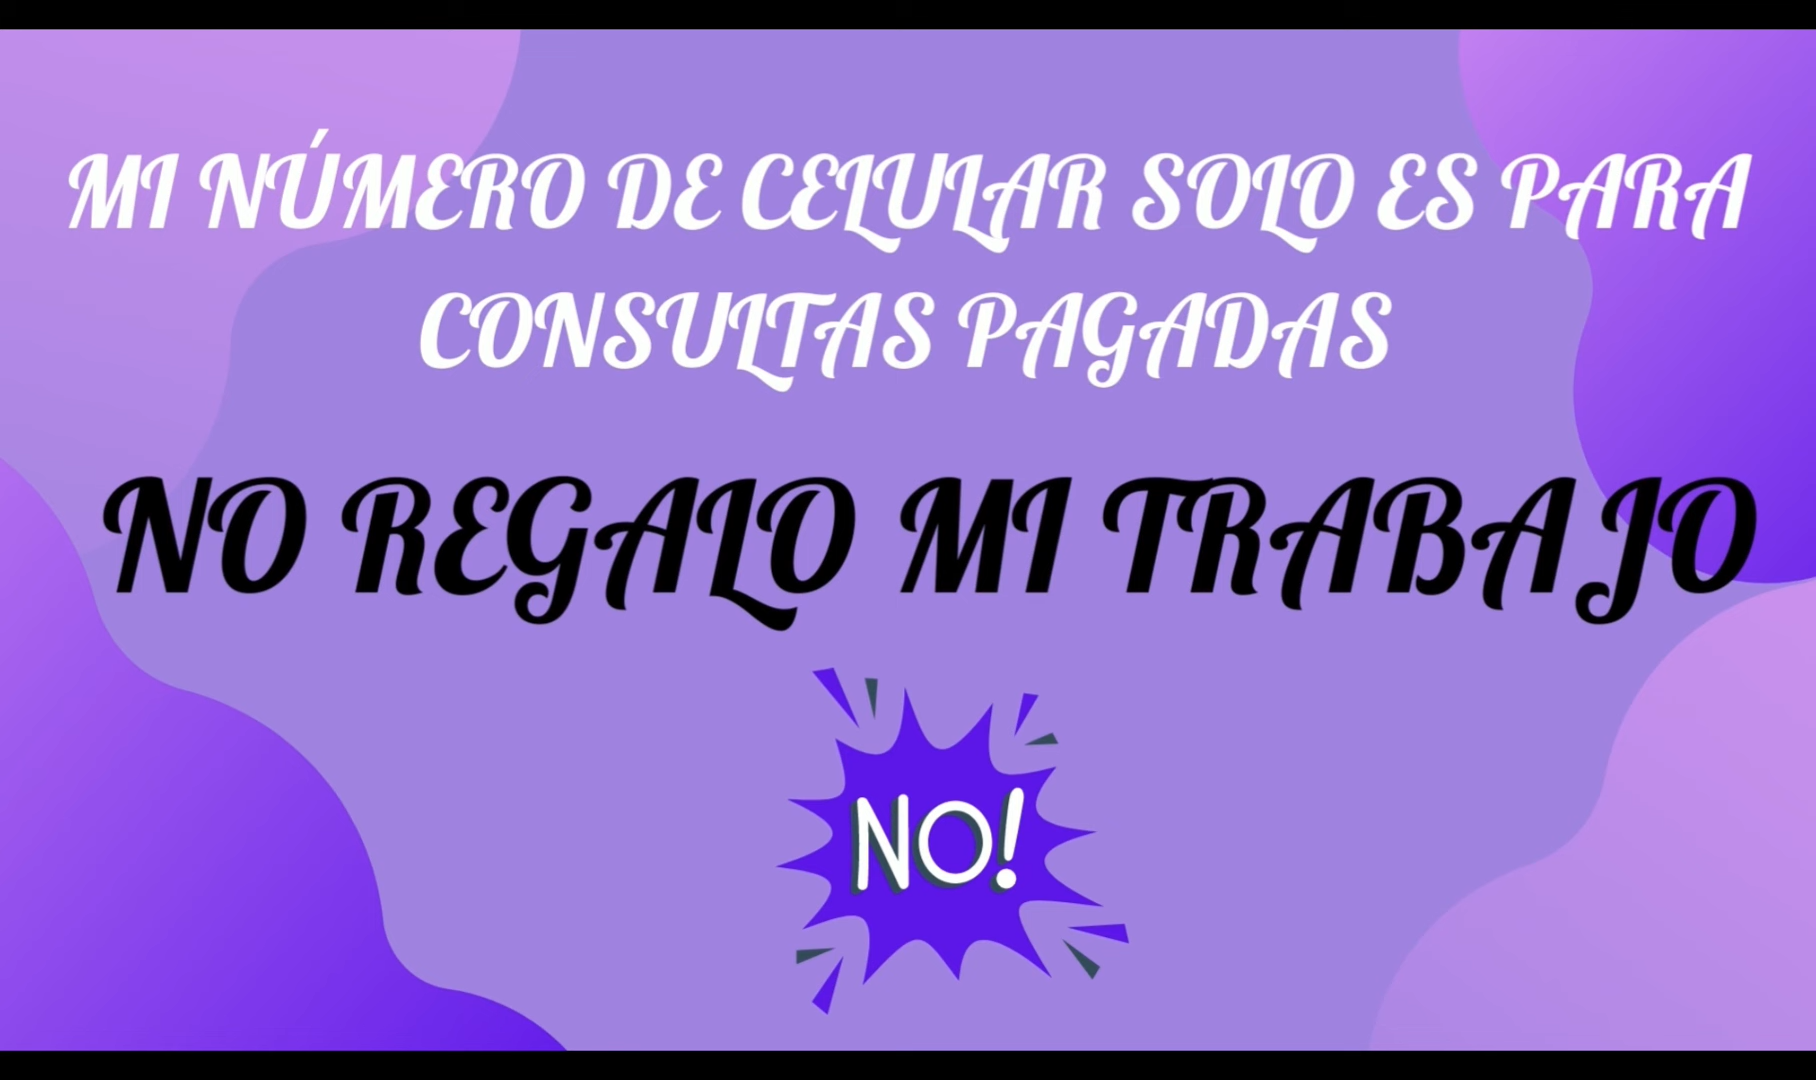 MI NÚMERO DE CELULAR SOLO ES PARA
CONSULTAS PAGADAS
NO REGALO MI TRABAJO
NO!